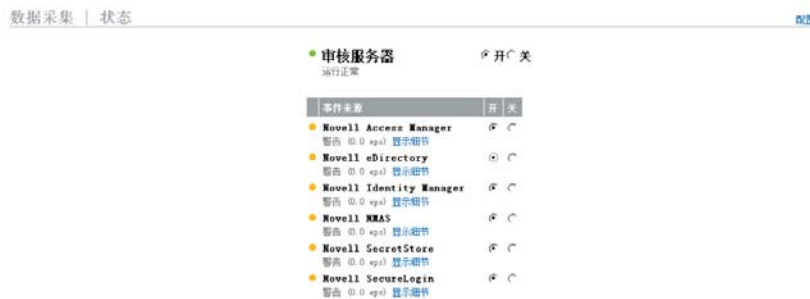 数据采集 | 状态
审核服务器 开 关
运行正常
事件来源 开 关
Novell Access Manager
警告 (0.0 eps) 显示细节
Novell eDirectory
警告 (0.0 eps) 显示细节
Novell Identity Manager
警告 (0.0 eps) 显示细节
Novell NMAS
警告 (0.0 eps) 显示细节
Novell SecretStore
警告 (0.0 eps) 显示细节
Novell SecureLogin
警告 (0.0 eps) 显示细节